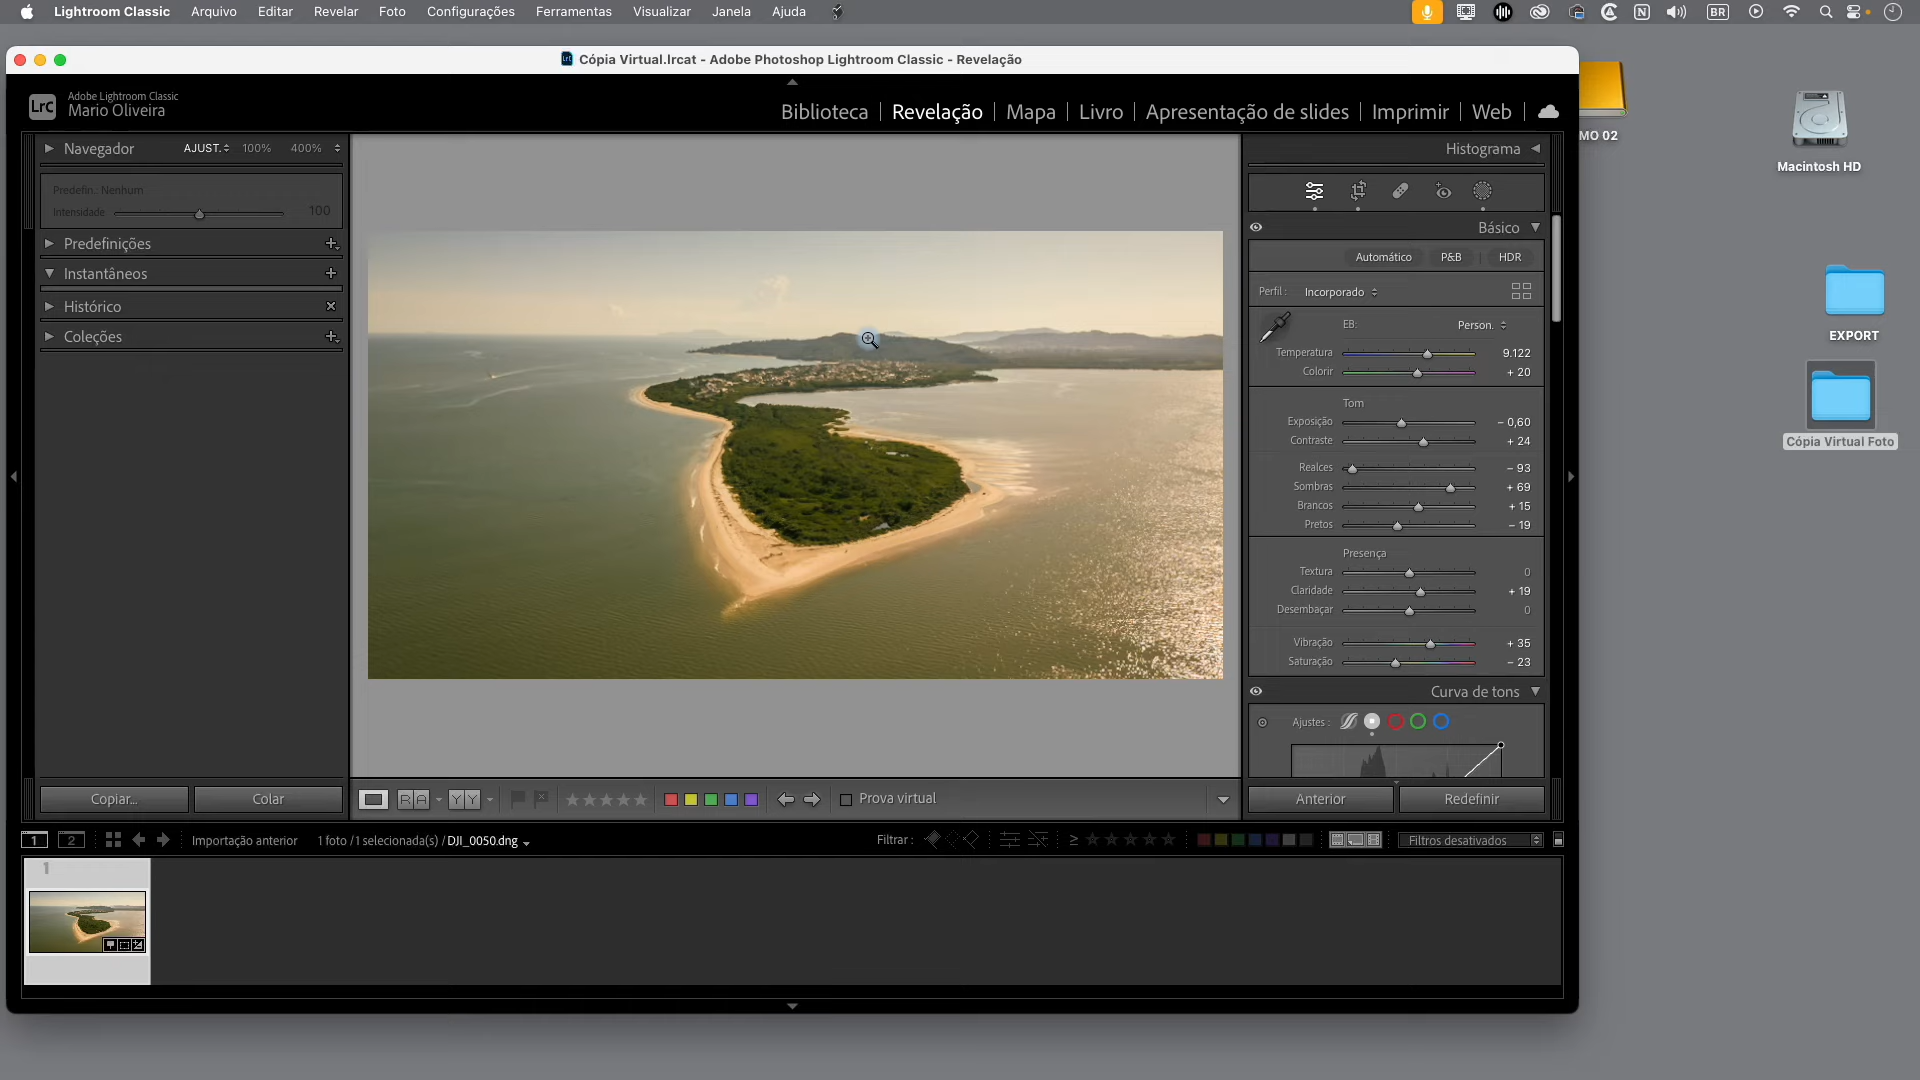 Lightroom Classic Arquivo Editar Revelar Foto Configurações Ferramentas Visualizar Janela Ajuda BR
Cópia Virtual.lrcat - Adobe Photoshop Lightroom Classic - Revelação
LrC Adobe Lightroom Classic
Mario Oliveira
Biblioteca | Revelação | Mapa | Livro | Apresentação de slides | Imprimir | Web
MO 02
Macintosh HD
EXPORT
Cópia Virtual Foto
Navegador AJUST. 100% 400%
Predefin.: Nenhum
Intensidade 100
Predefinições
Instantâneos
Histórico
Coleções
Copiar... Colar
Histograma
Básico
Automático P&B HDR
Perfil: Incorporado
EB: Person.
Temperatura 9.122
Colorir + 20
Tom
Exposição − 0,60
Contraste + 24
Realces − 93
Sombras + 69
Brancos + 15
Pretos − 19
Presença
Textura 0
Claridade + 19
Desembaçar 0
Vibração + 35
Saturação − 23
Curva de tons
Ajustes:
Anterior Redefinir
R A Y Y Prova virtual
1 2 Importação anterior 1 foto /1 selecionada(s) /DJI_0050.dng Filtrar: ≥ Filtros desativados
1